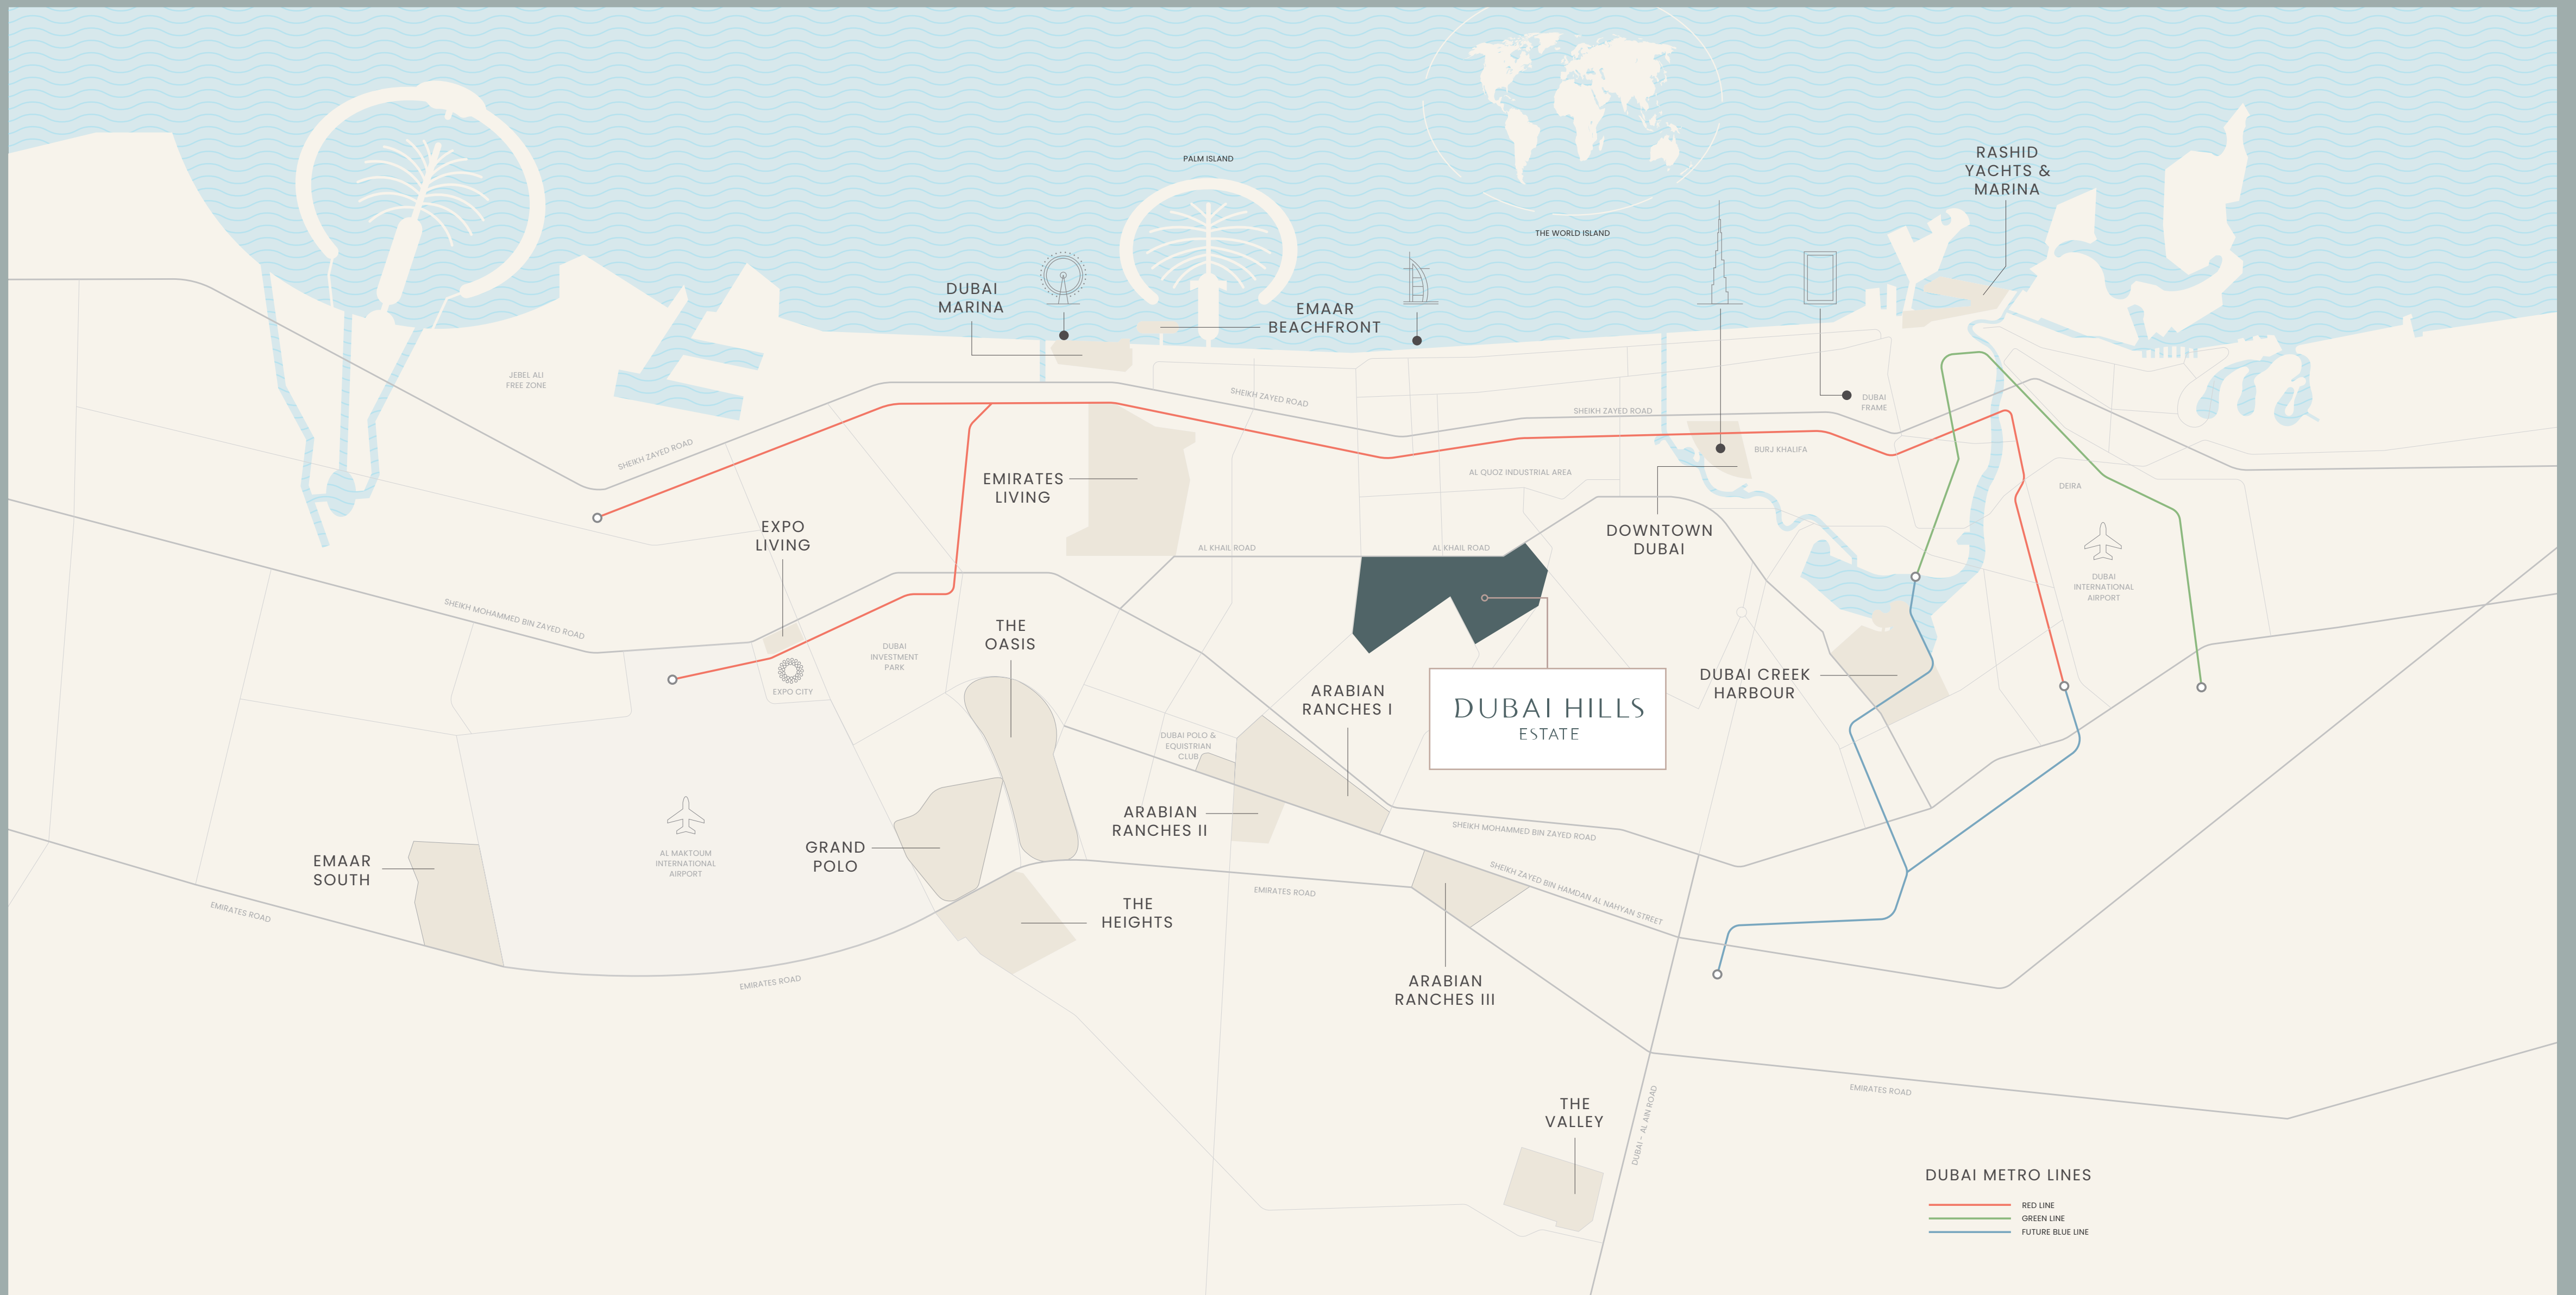 PALM ISLAND
THE WORLD ISLAND
RASHID
YACHTS &
MARINA
DUBAI
MARINA
EMAAR
BEACHFRONT
JEBEL ALI
FREE ZONE
SHEIKH ZAYED ROAD
SHEIKH ZAYED ROAD
SHEIKH ZAYED ROAD
DUBAI
FRAME
BURJ KHALIFA
AL QUOZ INDUSTRIAL AREA
EMIRATES
LIVING
DEIRA
EXPO
LIVING
DOWNTOWN
DUBAI
AL KHAIL ROAD
AL KHAIL ROAD
DUBAI
INTERNATIONAL
AIRPORT
SHEIKH MOHAMMED BIN ZAYED ROAD
THE
OASIS
DUBAI
INVESTMENT
PARK
EXPO CITY
ARABIAN
RANCHES I
DUBAI HILLS
ESTATE
DUBAI CREEK
HARBOUR
DUBAI POLO &
EQUISTRIAN
CLUB
ARABIAN
RANCHES II
SHEIKH MOHAMMED BIN ZAYED ROAD
GRAND
POLO
AL MAKTOUM
INTERNATIONAL
AIRPORT
EMAAR
SOUTH
SHEIKH ZAYED BIN HAMDAN AL NAHYAN STREET
EMIRATES ROAD
EMIRATES ROAD
THE
HEIGHTS
EMIRATES ROAD
ARABIAN
RANCHES III
EMIRATES ROAD
THE
VALLEY
DUBAI - AL AIN ROAD
DUBAI METRO LINES
RED LINE
GREEN LINE
FUTURE BLUE LINE